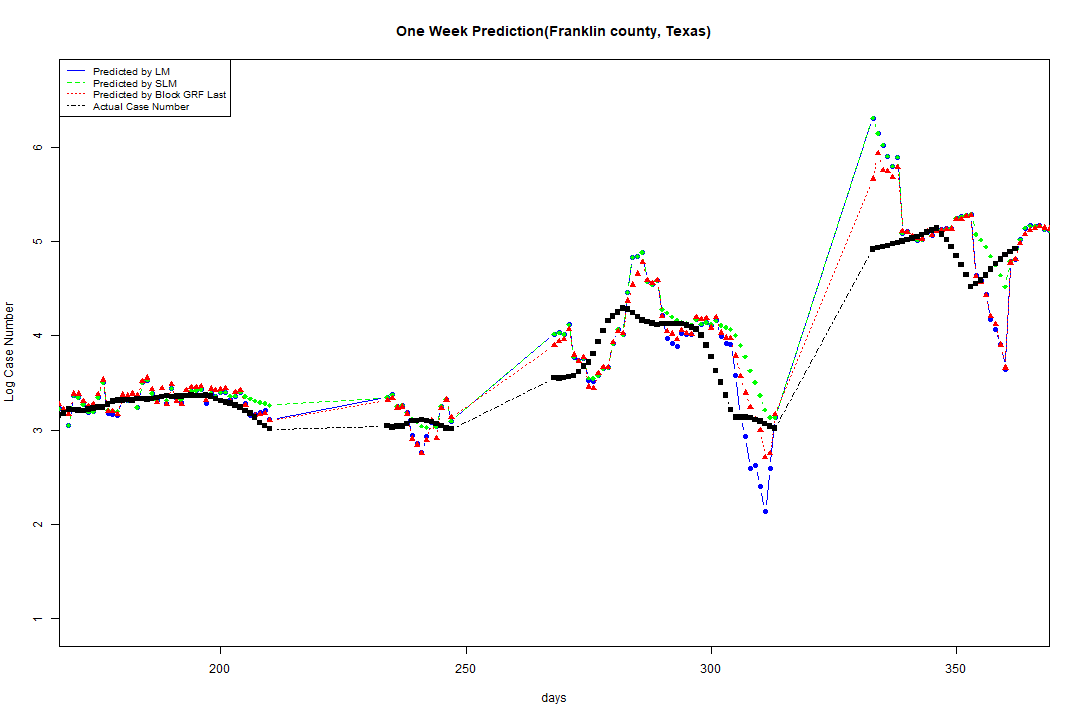 One Week Prediction(Franklin county, Texas)
Predicted by LM
Predicted by SLM
Predicted by Block GRF Last
Actual Case Number
Log Case Number
6
5
4
3
2
1
200 250 300 350
days